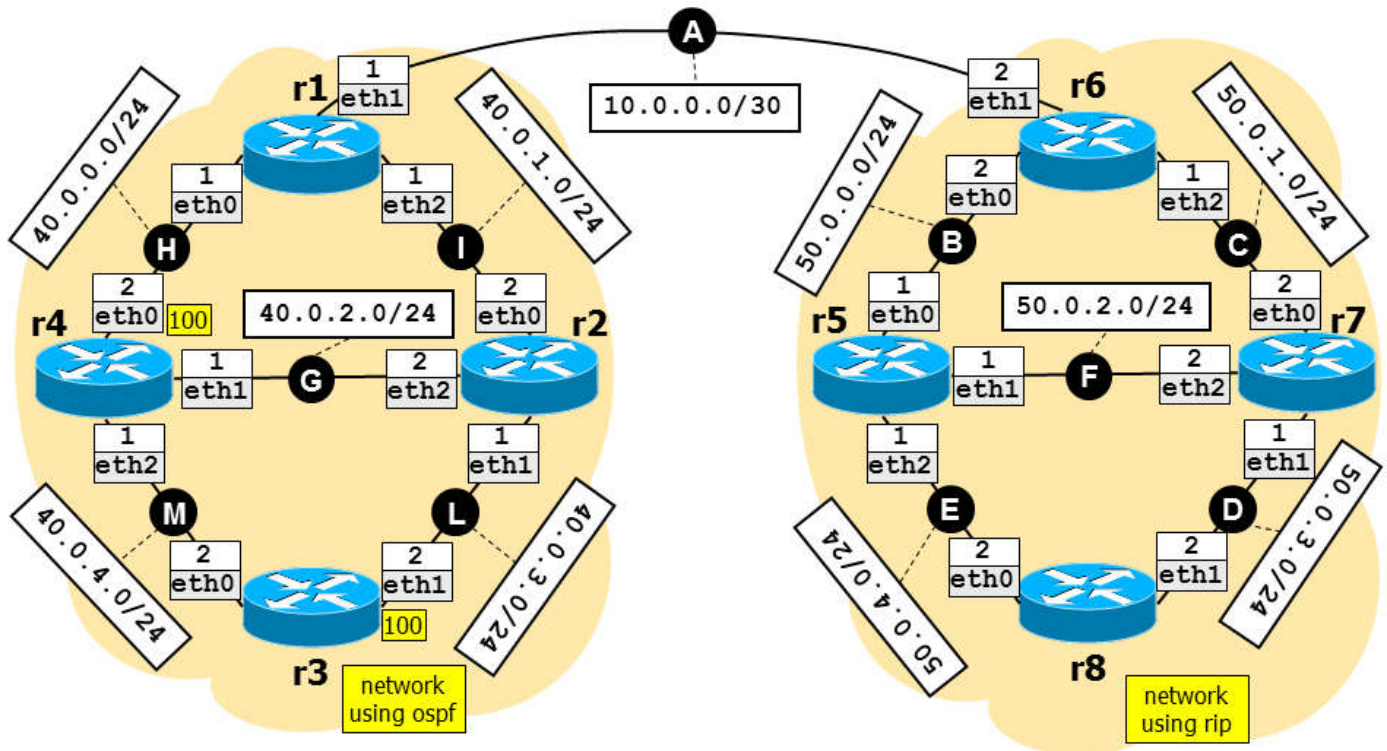 A
10.0.0.0/30
r1
1
eth1
40.0.0.0/24
1
eth0
1
eth2
40.0.1.0/24
H
I
2
eth0
100
2
eth0
r4
r2
40.0.2.0/24
1
eth1
G
2
eth2
1
eth2
1
eth1
M
L
40.0.4.0/24
2
eth0
2
eth1
100
40.0.3.0/24
r3
network
using ospf
2
eth1
r6
50.0.0.0/24
2
eth0
1
eth2
50.0.1.0/24
B
C
1
eth0
2
eth0
r5
r7
50.0.2.0/24
1
eth1
F
2
eth2
1
eth2
1
eth1
E
D
50.0.4.0/24
2
eth0
2
eth1
50.0.3.0/24
r8
network
using rip